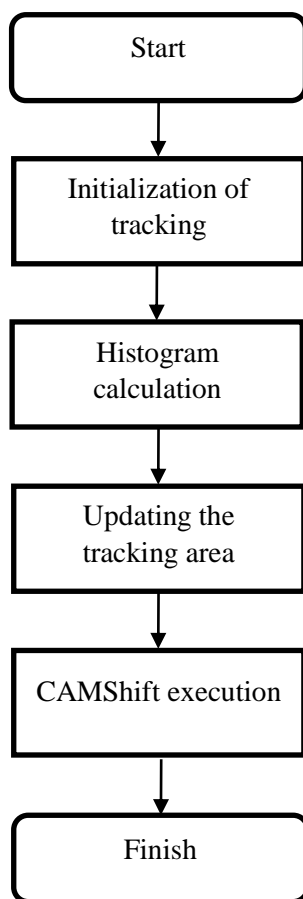 Start
Initialization of
tracking
Histogram
calculation
Updating the
tracking area
CAMShift execution
Finish